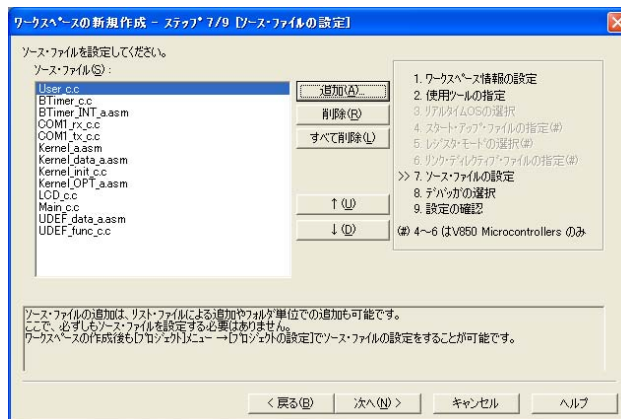 ワークスペースの新規作成 - ステップ 7/9 [ソース・ファイルの設定]
ソース・ファイルを設定してください。
ソース・ファイル(S):
User_c.c
BTimer_c.c
BTimer_INT_a.asm
COM1_rx_c.c
COM1_tx_c.c
Kernel_a.asm
Kernel_data_a.asm
Kernel_init_c.c
Kernel_OPT_a.asm
LCD_c.c
Main_c.c
UDEF_data_a.asm
UDEF_func_c.c
追加(A)...
削除(R)
すべて削除(L)
↑(U)
↓(D)
1. ワークスペース情報の設定
2. 使用ツールの指定
3. リアルタイムOSの選択
4. スタート・アップ・ファイルの指定(#)
5. レジスタ・モードの選択(#)
6. リンク・ディレクティブ・ファイルの指定(#)
>> 7. ソース・ファイルの設定
8. デバッガの選択
9. 設定の確認
(#) 4~6 はV850 Microcontrollers のみ
ソース・ファイルの追加は、リスト・ファイルによる追加やフォルダ単位での追加も可能です。
ここで、必ずしもソース・ファイルを設定する必要はありません。
ワークスペースの作成後も[プロジェクト]メニュー →[プロジェクトの設定]でソース・ファイルの設定をすることが可能です。
< 戻る(B)
次へ(N) >
キャンセル
ヘルプ